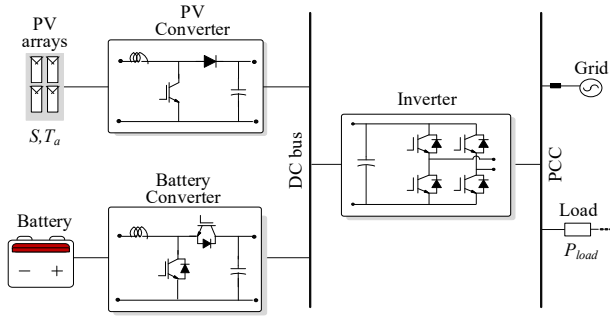 PV
arrays
S,Ta
PV
Converter
Battery
Battery
Converter
− +
DC bus
Inverter
PCC
Grid
Load
Pload